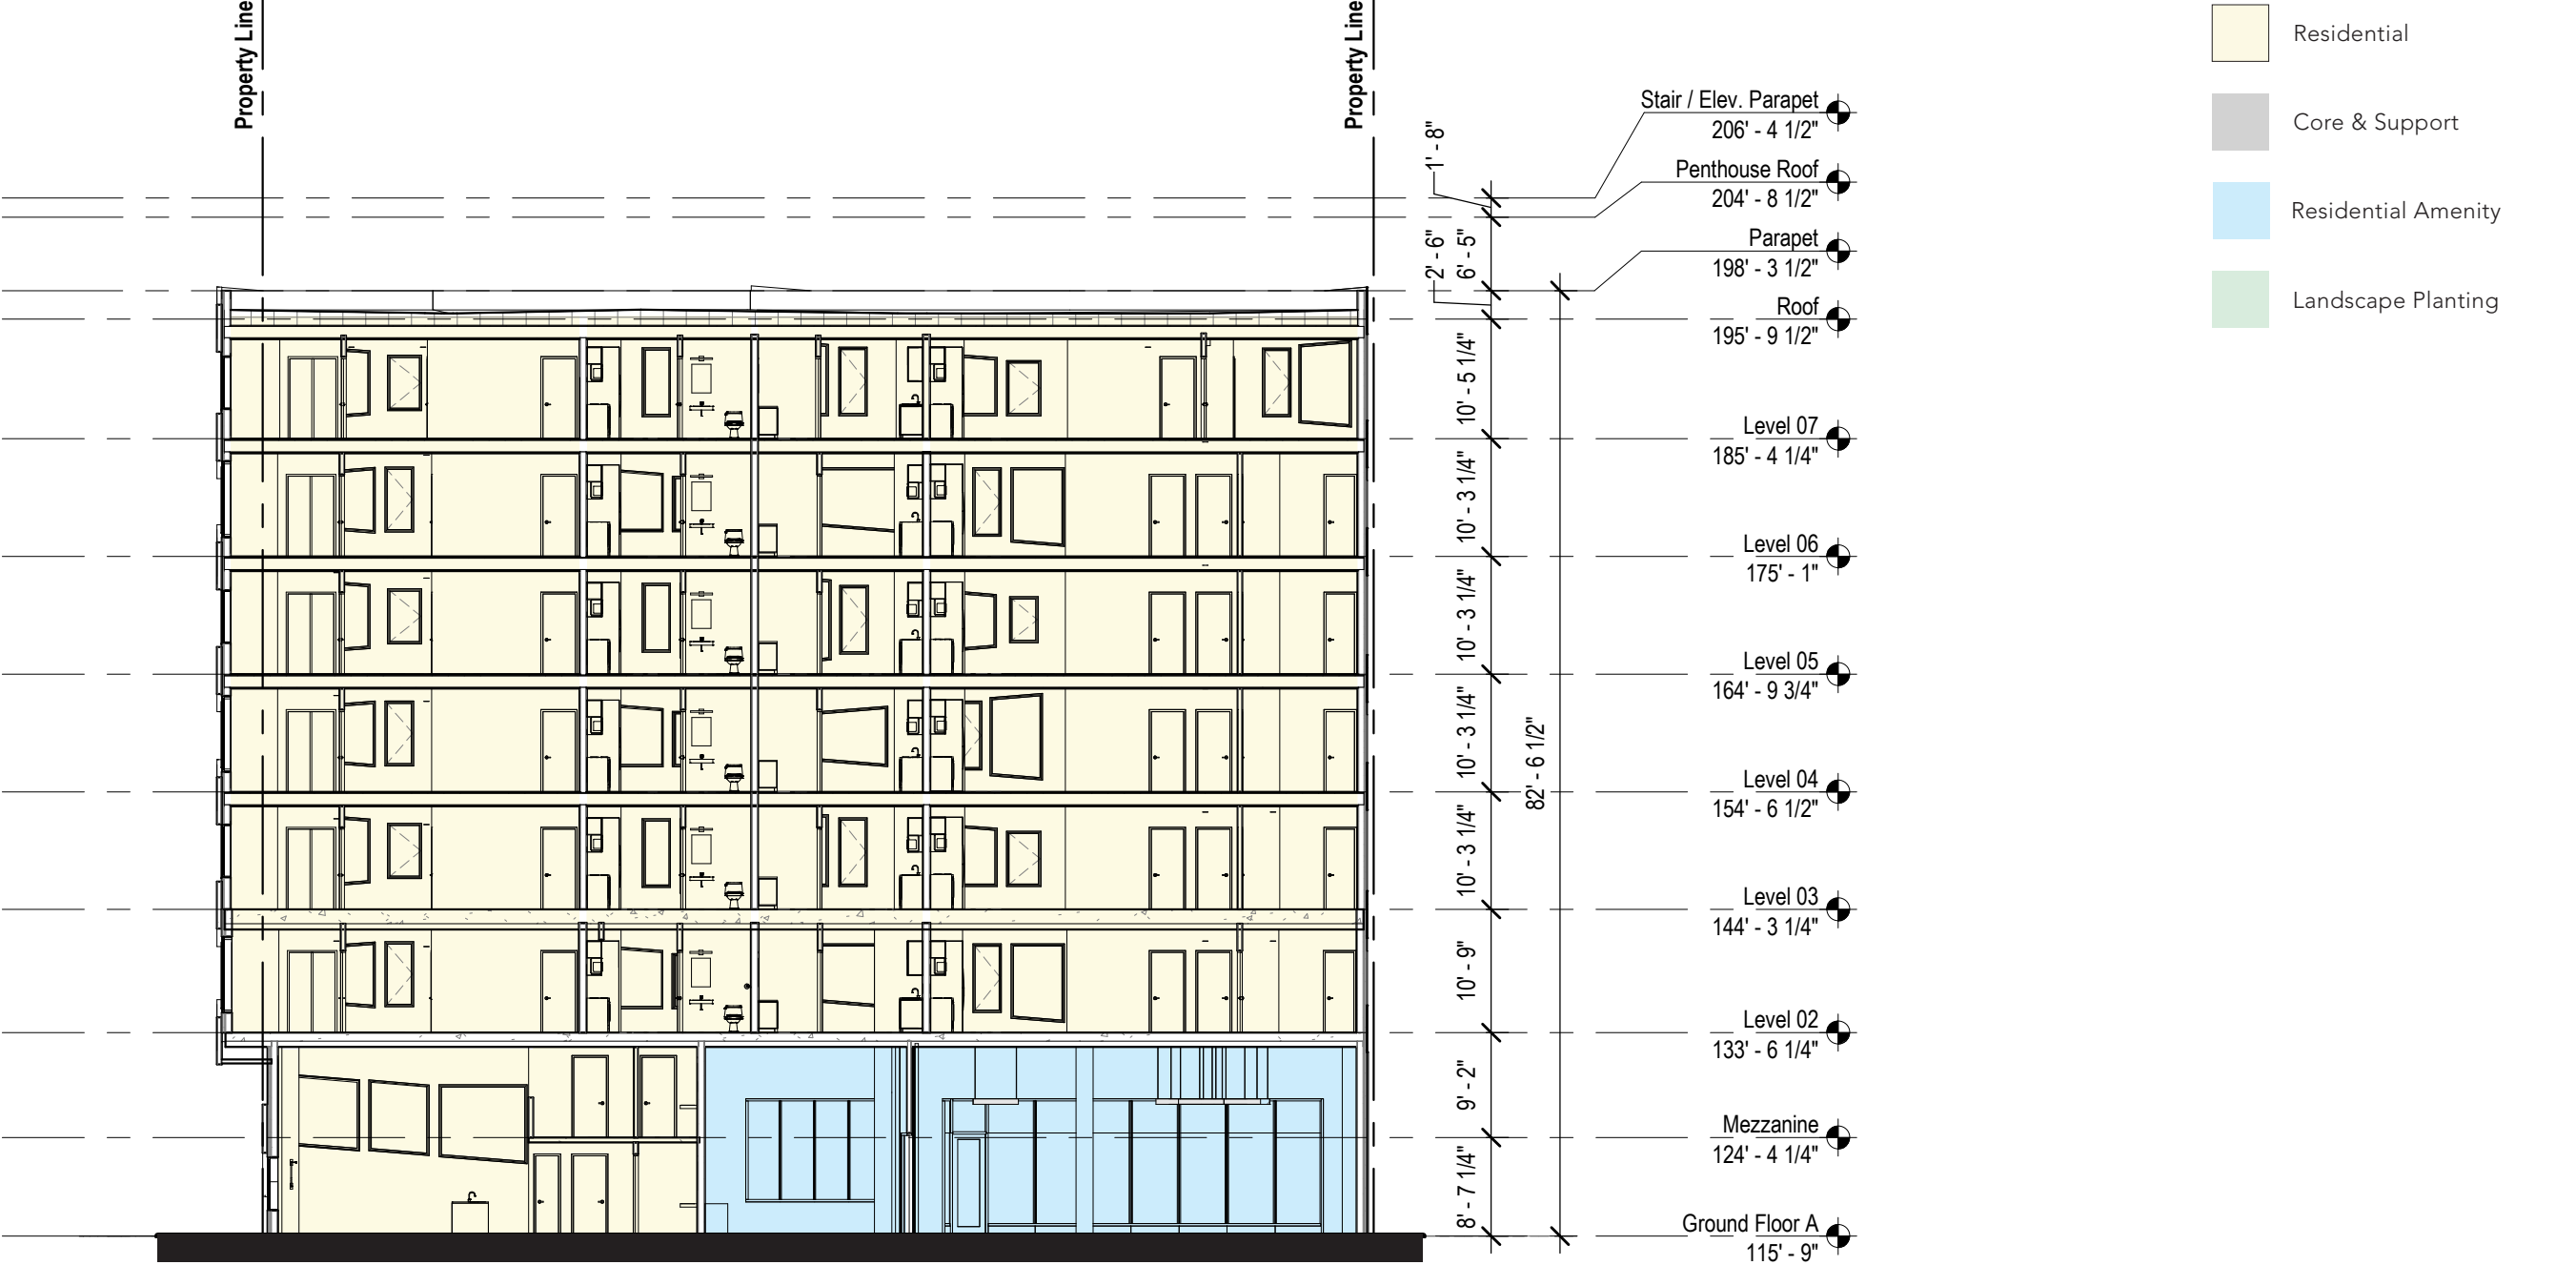 Property Line
Property Line
Residential
Core & Support
Residential Amenity
Landscape Planting
Stair / Elev. Parapet
206' - 4 1/2"
Penthouse Roof
204' - 8 1/2"
Parapet
198' - 3 1/2"
Roof
195' - 9 1/2"
Level 07
185' - 4 1/4"
Level 06
175' - 1"
Level 05
164' - 9 3/4"
Level 04
154' - 6 1/2"
Level 03
144' - 3 1/4"
Level 02
133' - 6 1/4"
Mezzanine
124' - 4 1/4"
Ground Floor A
115' - 9"
1' - 8"
2' - 6"
6' - 5"
10' - 5 1/4"
10' - 3 1/4"
10' - 3 1/4"
10' - 3 1/4"
10' - 3 1/4"
10' - 9"
9' - 2"
8' - 7 1/4"
82' - 6 1/2"